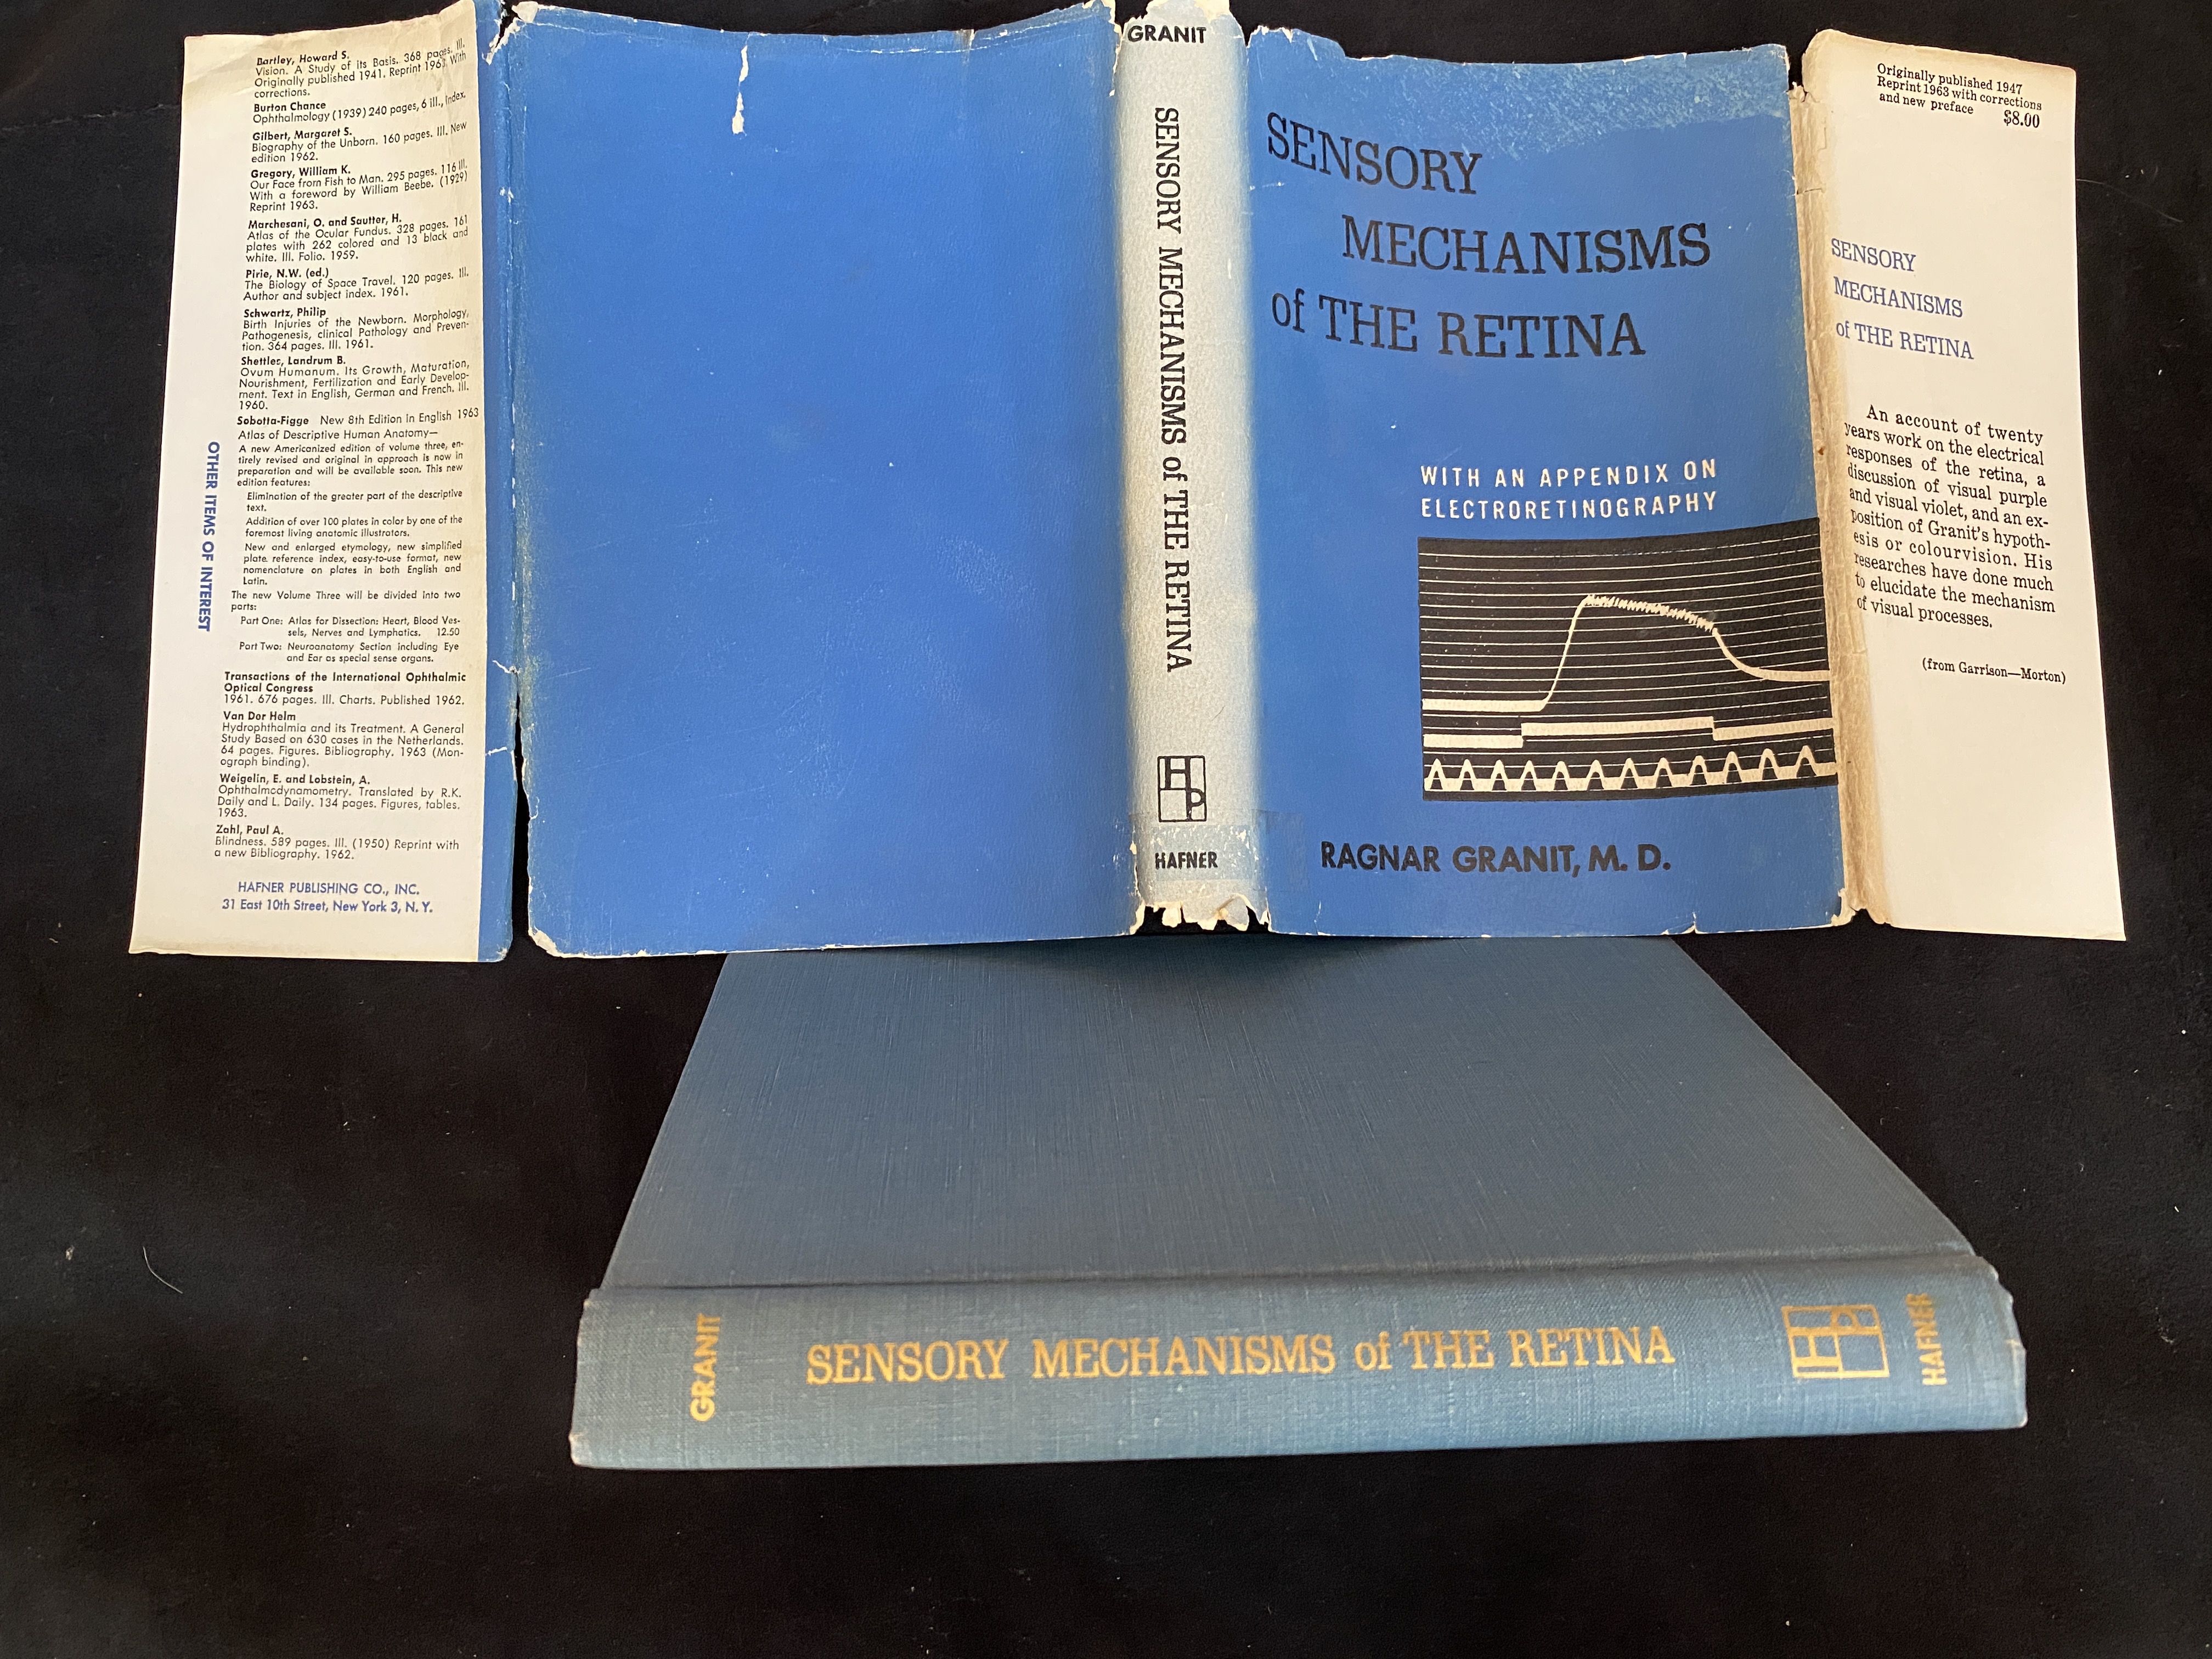 Bartley, Howard S.
Vision. A Study of its Basis. 368 pages. Ill.
Originally published 1941. Reprint 1963. With
corrections.
Burton Chance
Ophthalmology (1939) 240 pages, 6 ill., Index.
Gilbert, Margaret S.
Biography of the Unborn. 160 pages. Ill. New
edition 1962.
Gregory, William K.
Our Face from Fish to Man. 295 pages. 116 Ill.
With a foreword by William Beebe. (1929)
Reprint 1963.
Marchesani, O. and Sautter, H.
Atlas of the Ocular Fundus. 328 pages. 161
plates with 262 colored and 13 black and
white. Ill. Folio. 1959.
Pirie, N.W. (ed.)
The Biology of Space Travel. 120 pages. Ill.
Author and subject index. 1961.
Schwartz, Philip
Birth Injuries of the Newborn. Morphology,
Pathogenesis, clinical Pathology and Preven-
tion. 364 pages. Ill. 1961.
Shettles, Landrum B.
Ovum Humanum. Its Growth, Maturation,
Nourishment, Fertilization and Early Develop-
ment. Text in English, German and French. Ill.
1960.
Sobotta-Figge New 8th Edition in English 1963
Atlas of Descriptive Human Anatomy—
A new Americanized edition of volume three, en-
tirely revised and original in approach is now in
preparation and will be available soon. This new
edition features:
Elimination of the greater part of the descriptive
text.
Addition of over 100 plates in color by one of the
foremost living anatomic illustrators.
New and enlarged etymology, new simplified
plate reference index, easy-to-use format, new
nomenclature on plates in both English and
Latin.
The new Volume Three will be divided into two
parts:
Part One: Atlas for Dissection: Heart, Blood Ves-
sels, Nerves and Lymphatics. 12.50
Part Two: Neuroanatomy Section including Eye
and Ear as special sense organs.
Transactions of the International Ophthalmic
Optical Congress
1961. 676 pages. Ill. Charts. Published 1962.
Van Der Helm
Hydrophthalmia and its Treatment. A General
Study Based on 630 cases in the Netherlands.
64 pages. Figures. Bibliography. 1963 (Mon-
ograph binding).
Weigelin, E. and Lobstein, A.
Ophthalmodynamometry. Translated by R.K.
Daily and L. Daily. 134 pages. Figures, tables.
1963.
Zahl, Paul A.
Blindness. 589 pages. Ill. (1950) Reprint with
a new Bibliography. 1962.
HAFNER PUBLISHING CO., INC.
31 East 10th Street, New York 3, N. Y.
OTHER ITEMS OF INTEREST
GRANIT
SENSORY MECHANISMS of THE RETINA
HP
HAFNER
SENSORY
MECHANISMS
of THE RETINA
WITH AN APPENDIX ON
ELECTRORETINOGRAPHY
RAGNAR GRANIT, M. D.
Originally published 1947
Reprint 1963 with corrections
and new preface
$8.00
SENSORY
MECHANISMS
of THE RETINA
An account of twenty
years work on the electrical
responses of the retina, a
discussion of visual purple
and visual violet, and an ex-
position of Granit's hypoth-
esis or colourvision. His
researches have done much
to elucidate the mechanism
of visual processes.
(from Garrison—Morton)
GRANIT
SENSORY MECHANISMS of THE RETINA
HP
HAFNER